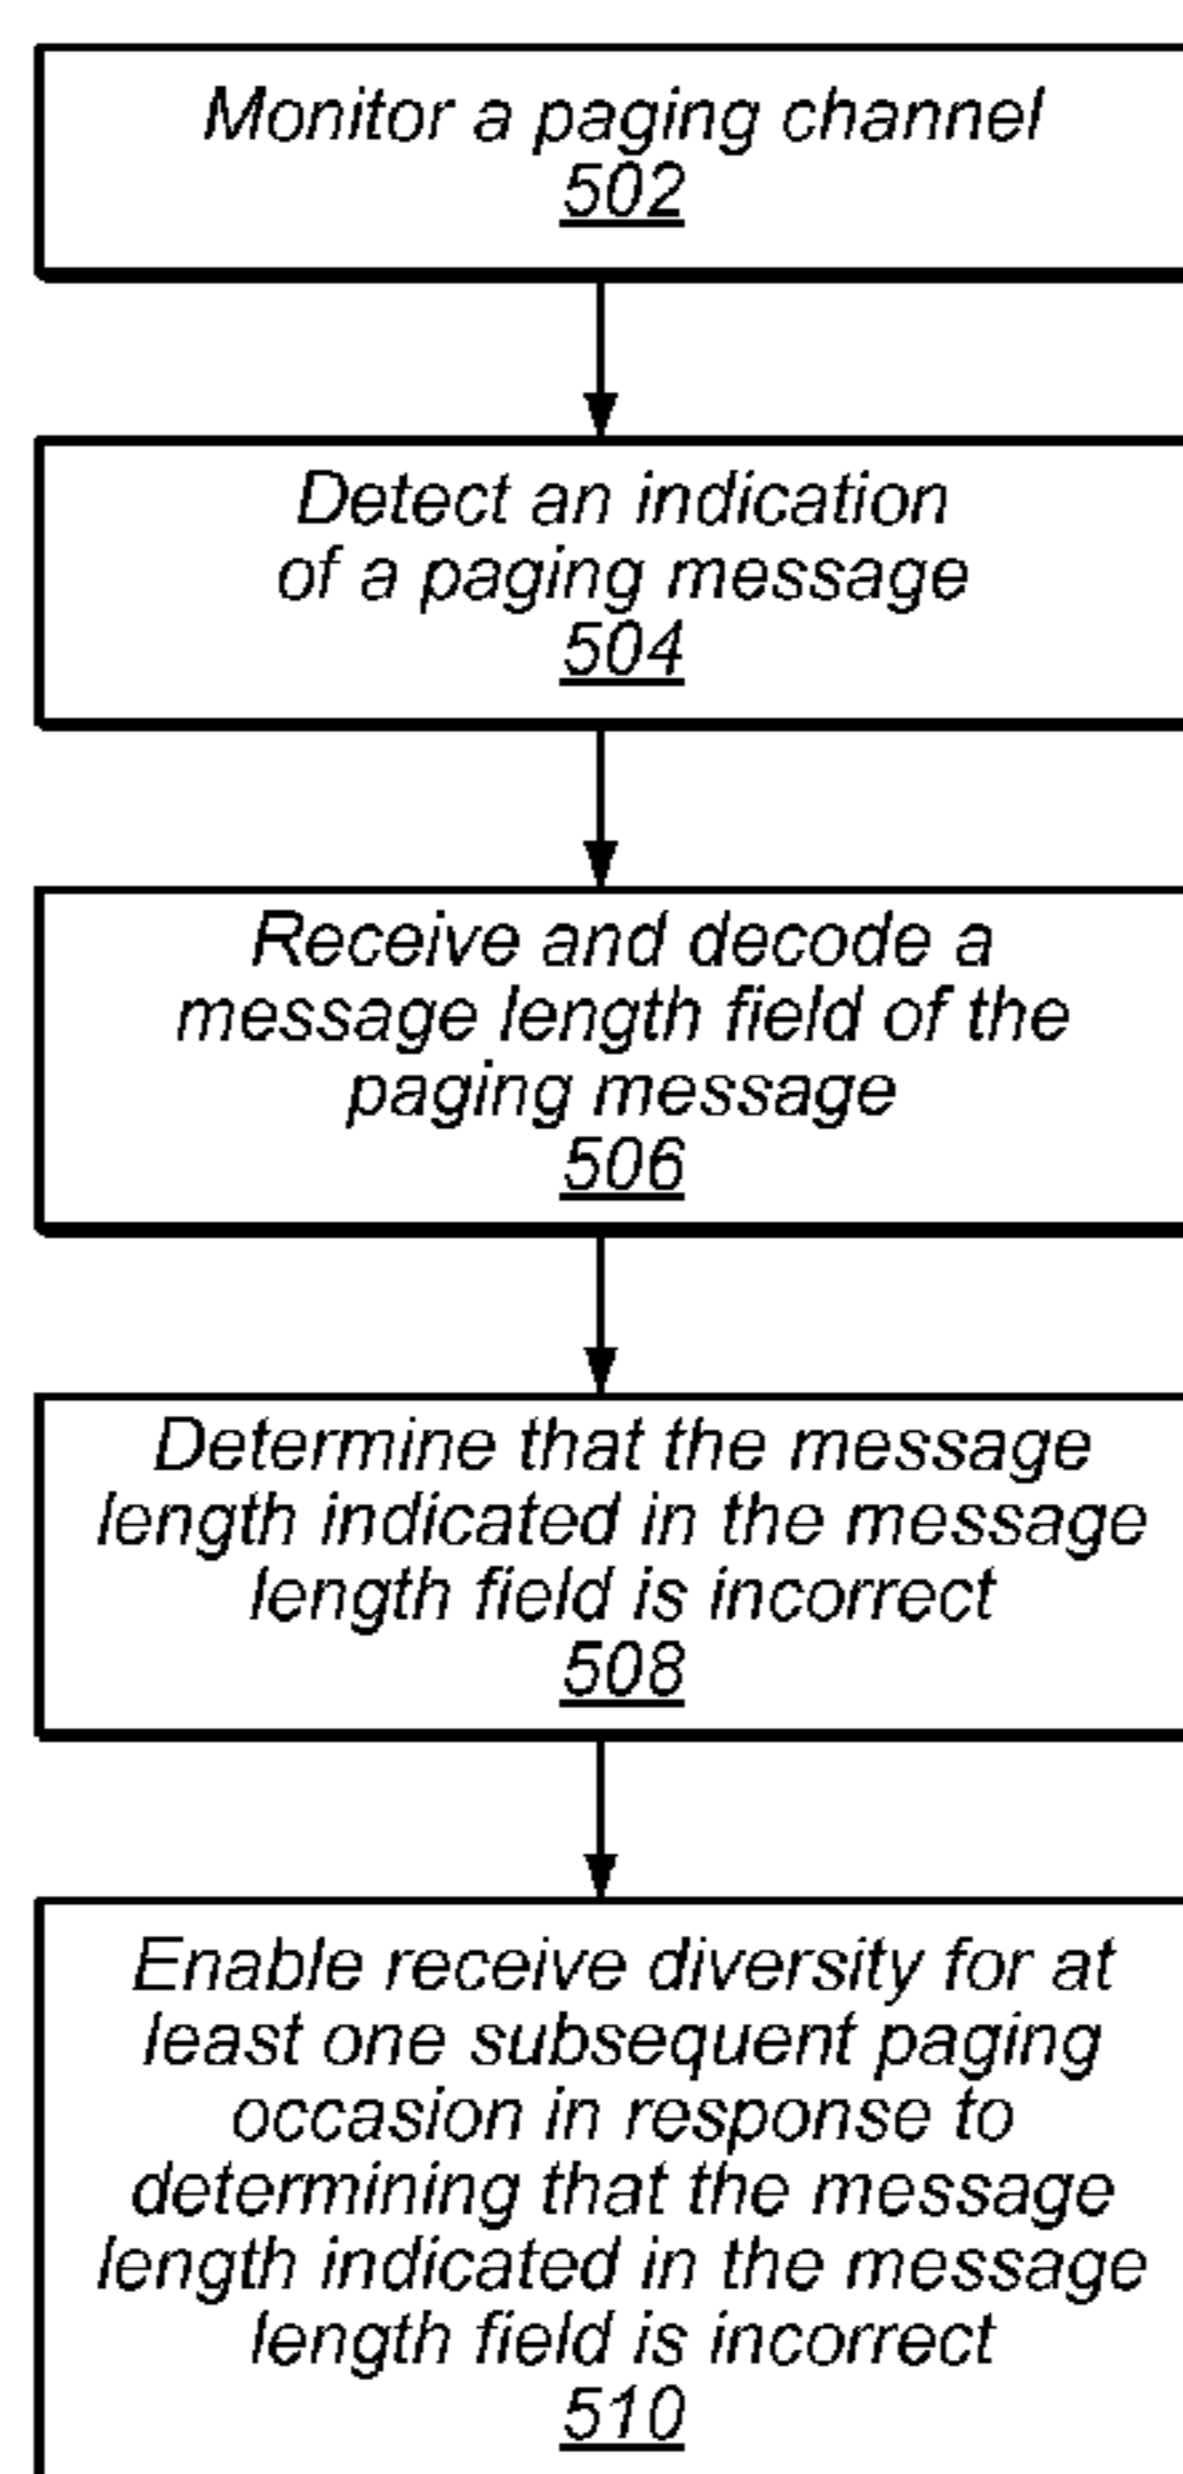 Monitor a paging channel
502
Detect an indication
of a paging message
504
Receive and decode a
message length field of the
paging message
506
Determine that the message
length indicated in the message
length field is incorrect
508
Enable receive diversity for at
least one subsequent paging
occasion in response to
determining that the message
length indicated in the message
length field is incorrect
510